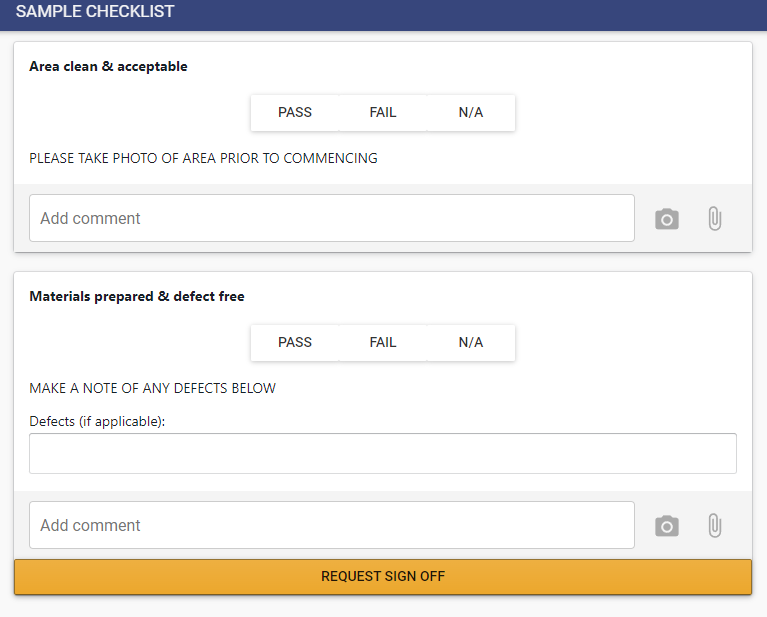 SAMPLE CHECKLIST
Area clean & acceptable
PASS FAIL N/A
PLEASE TAKE PHOTO OF AREA PRIOR TO COMMENCING
Add comment
Materials prepared & defect free
PASS FAIL N/A
MAKE A NOTE OF ANY DEFECTS BELOW
Defects (if applicable):
Add comment
REQUEST SIGN OFF